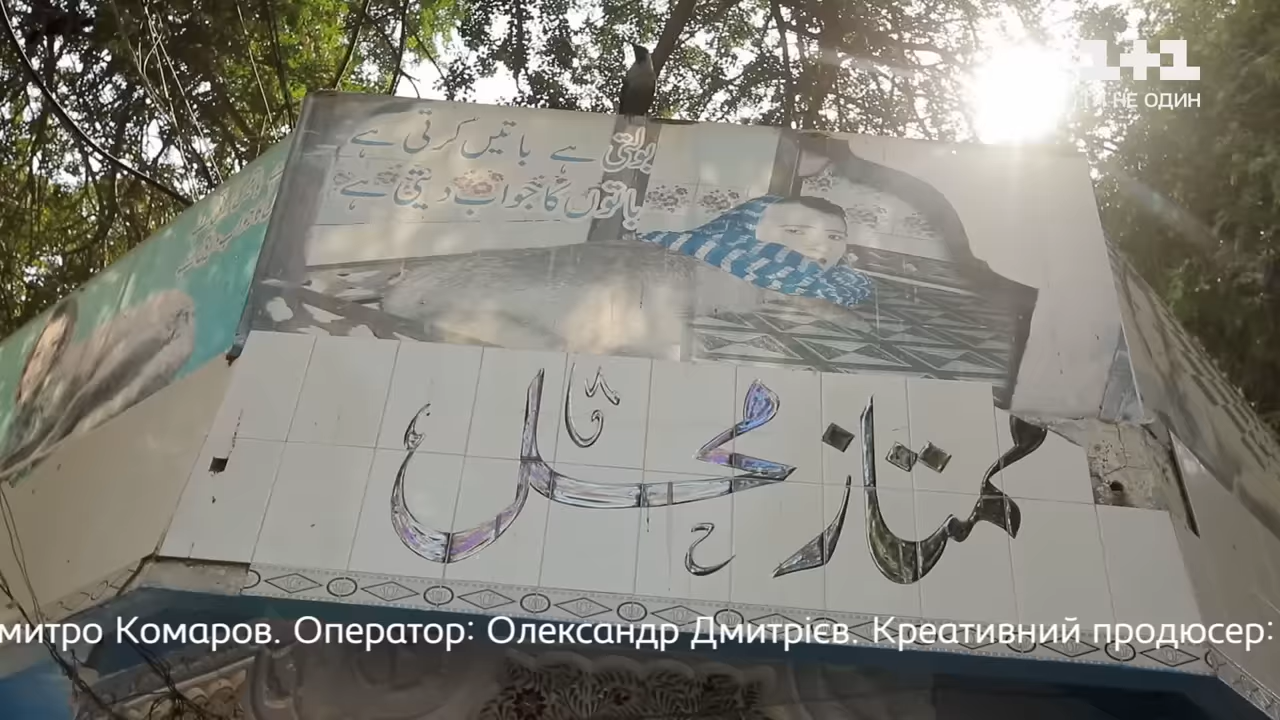 1+1
ТИ НЕ ОДИН
بولتی ہے باتیں کرتی ہے
باتوں کا جواب دیتی ہے
ممتاز محل
митро Комаров. Оператор: Олександр Дмитрієв. Креативний продюсер: